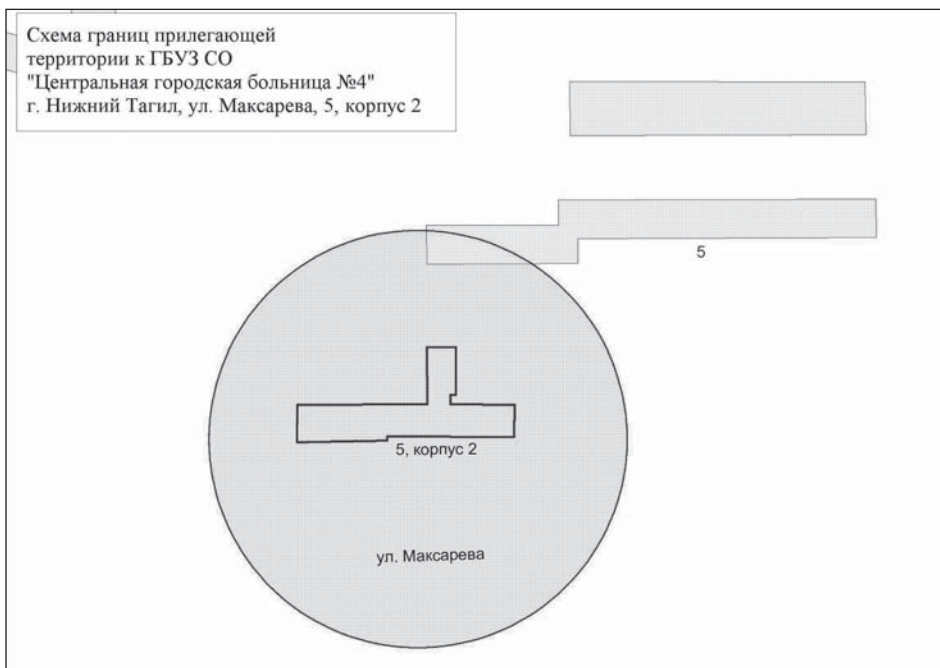 Схема границ прилегающей
территории к ГБУЗ СО
"Центральная городская больница №4"
г. Нижний Тагил, ул. Максарева, 5, корпус 2
5
5, корпус 2
ул. Максарева